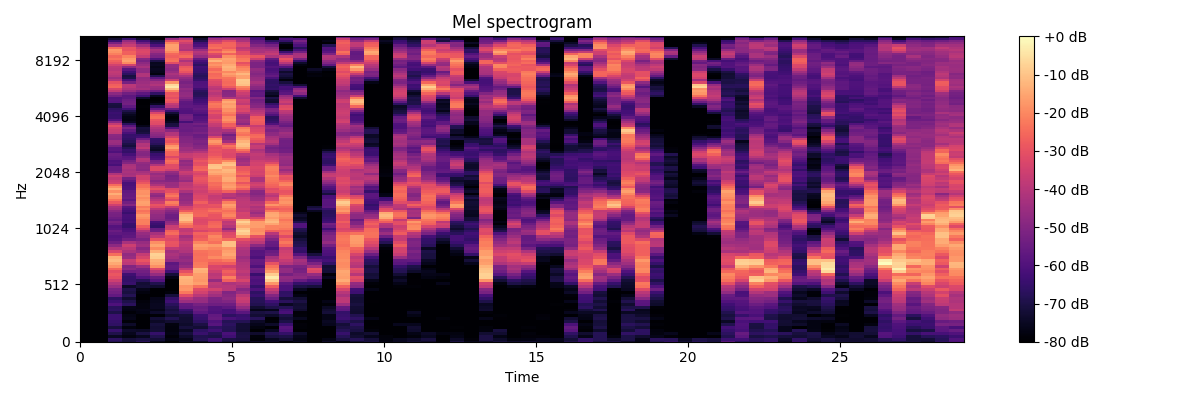 Mel spectrogram
8192
4096
2048
1024
512
0
Hz
0 5 10 15 20 25
Time
+0 dB
-10 dB
-20 dB
-30 dB
-40 dB
-50 dB
-60 dB
-70 dB
-80 dB